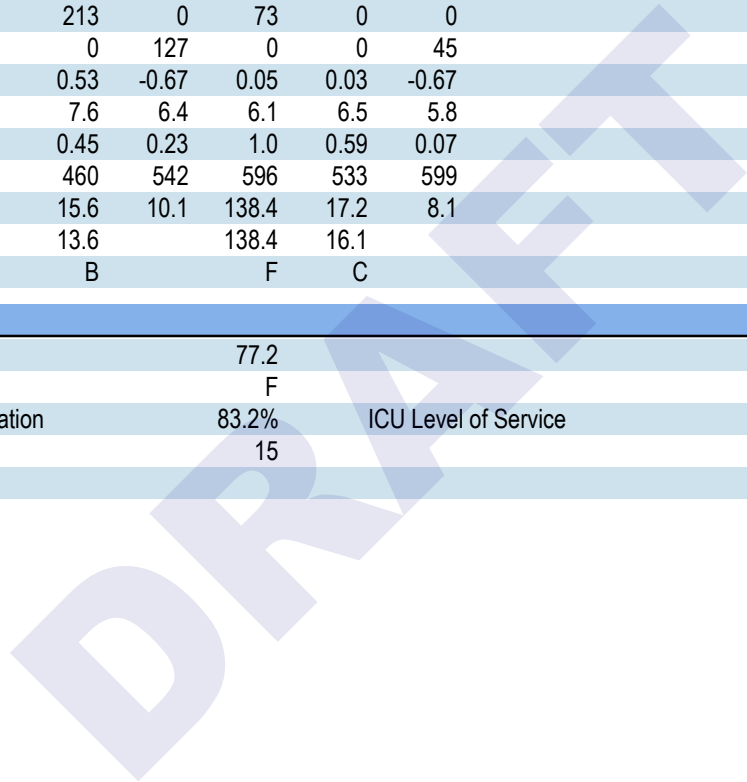 213 0 73 0 0
0 127 0 0 45
0.53 -0.67 0.05 0.03 -0.67
7.6 6.4 6.1 6.5 5.8
0.45 0.23 1.0 0.59 0.07
460 542 596 533 599
15.6 10.1 138.4 17.2 8.1
13.6 138.4 16.1
B F C
77.2
F
ation 83.2% ICU Level of Service
15
DRAFT